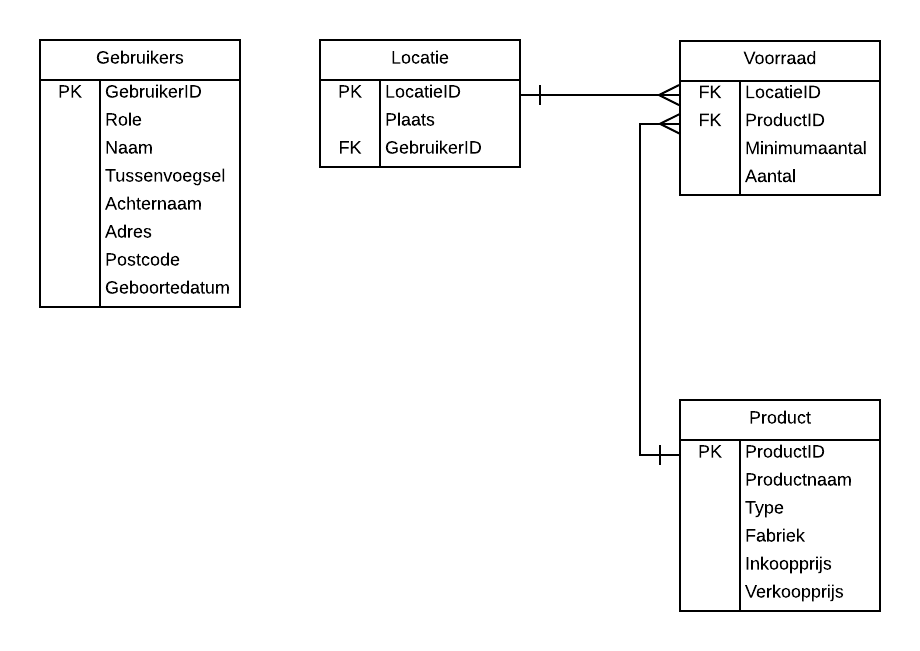 Gebruikers
PK GebruikerID
Role
Naam
Tussenvoegsel
Achternaam
Adres
Postcode
Geboortedatum
Locatie
PK LocatieID
Plaats
FK GebruikerID
Voorraad
FK LocatieID
FK ProductID
Minimumaantal
Aantal
Product
PK ProductID
Productnaam
Type
Fabriek
Inkoopprijs
Verkoopprijs